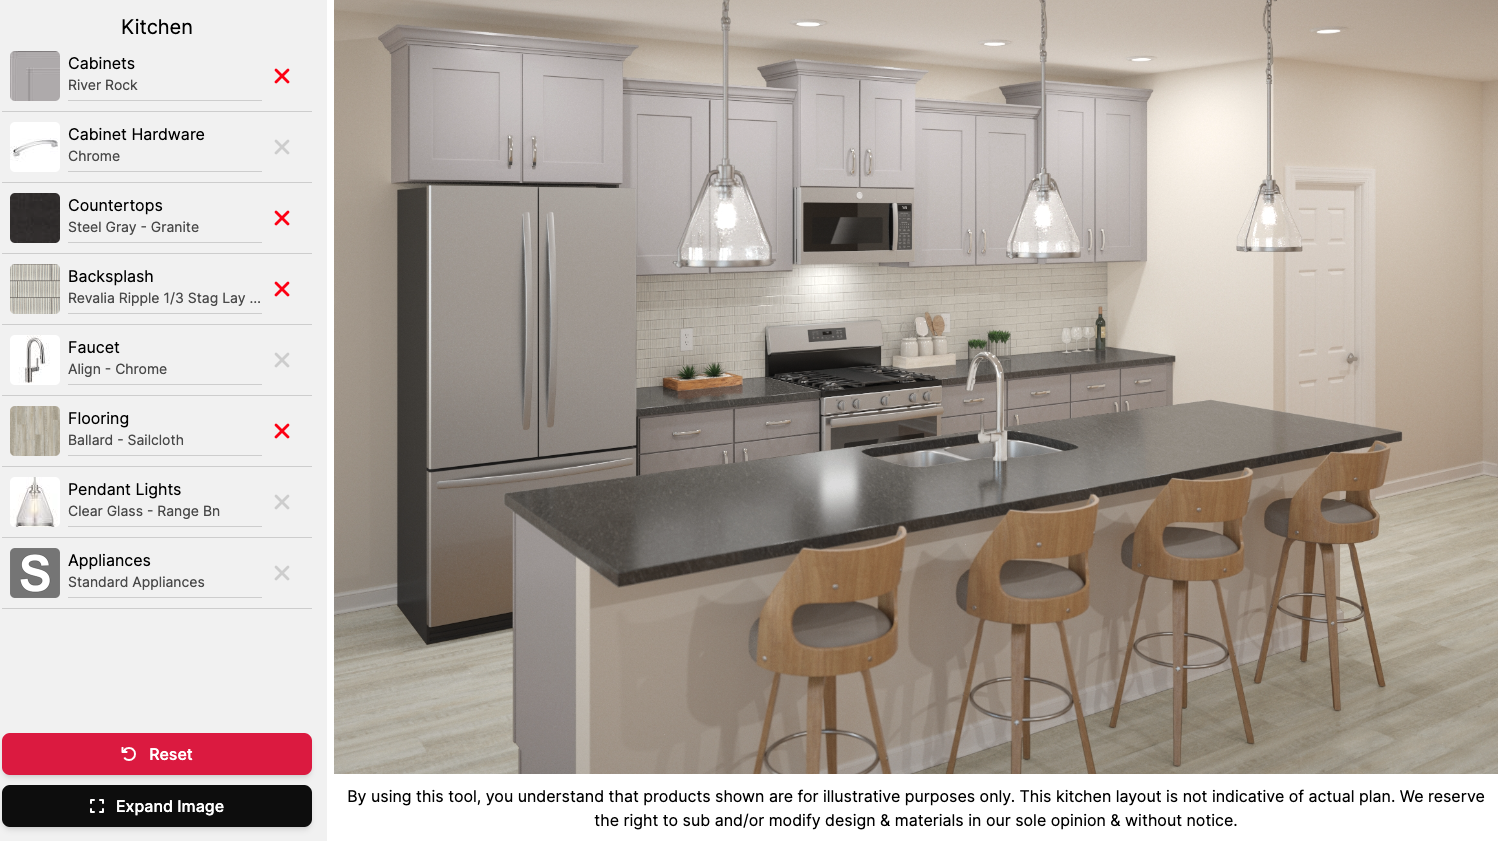 Kitchen
Cabinets
River Rock
Cabinet Hardware
Chrome
Countertops
Steel Gray - Granite
Backsplash
Revalia Ripple 1/3 Stag Lay ...
Faucet
Align - Chrome
Flooring
Ballard - Sailcloth
Pendant Lights
Clear Glass - Range Bn
S
Appliances
Standard Appliances
Reset
Expand Image
By using this tool, you understand that products shown are for illustrative purposes only. This kitchen layout is not indicative of actual plan. We reserve
the right to sub and/or modify design & materials in our sole opinion & without notice.